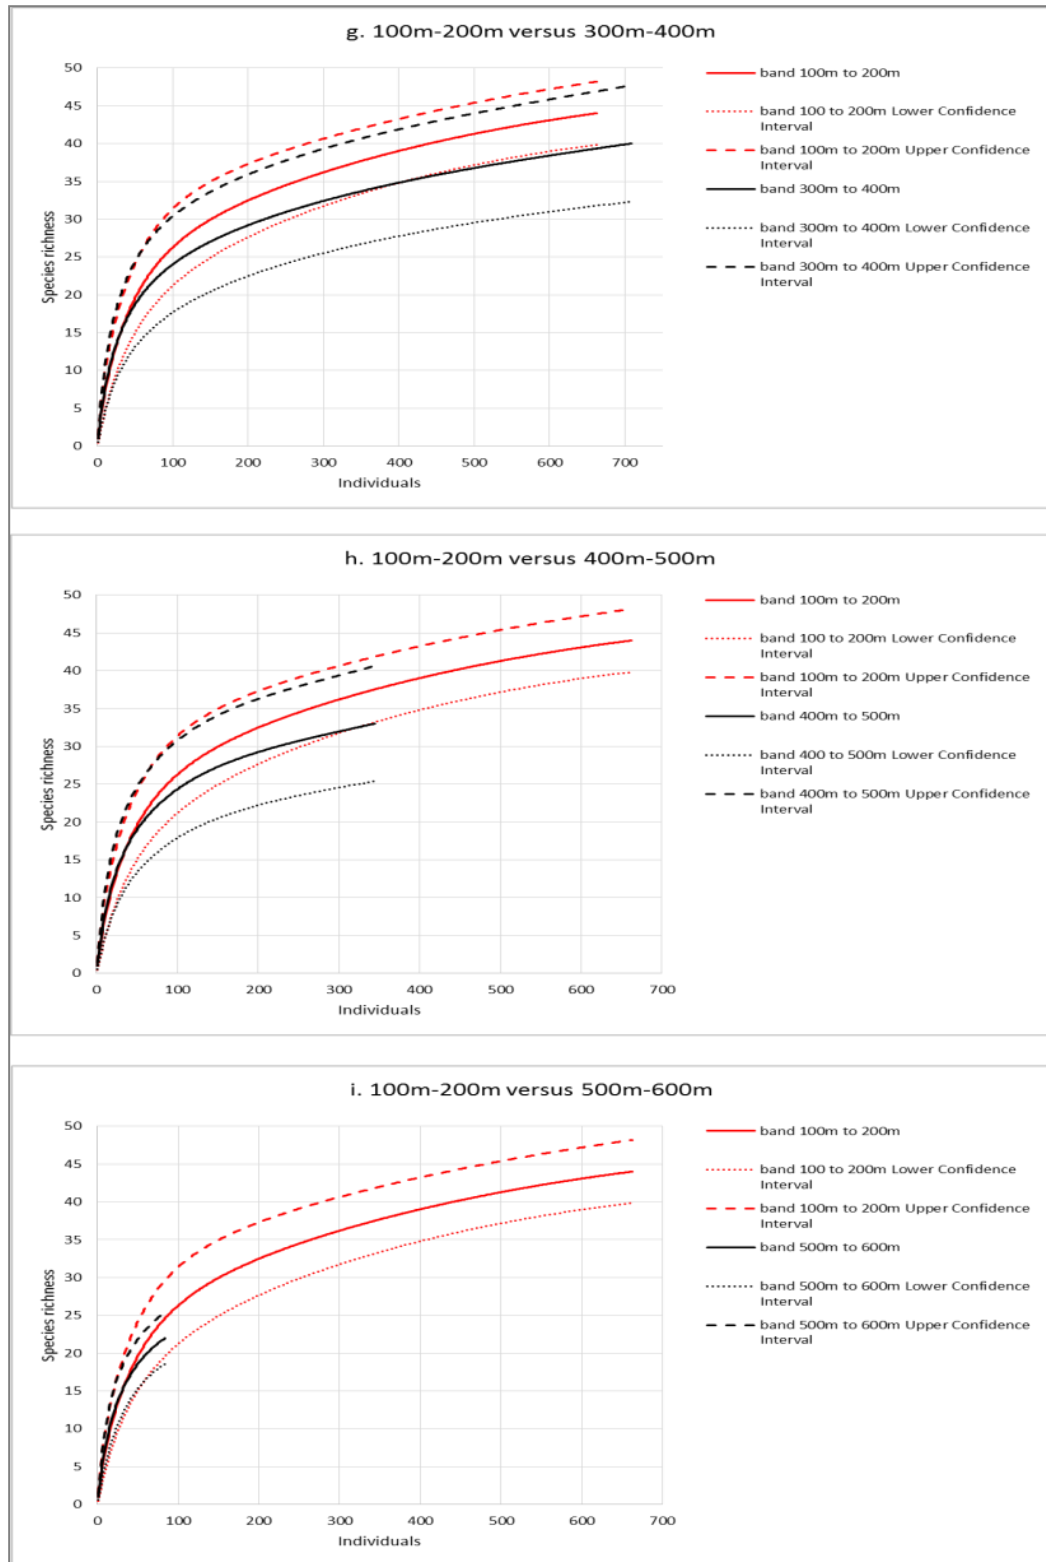 g. 100m-200m versus 300m-400m
50
45
40
35
30
25
20
15
10
5
0
Species richness
0 100 200 300 400 500 600 700
Individuals
band 100m to 200m
band 100 to 200m Lower Confidence
Interval
band 100m to 200m Upper Confidence
Interval
band 300m to 400m
band 300m to 400m Lower Confidence
Interval
band 300m to 400m Upper Confidence
Interval
h. 100m-200m versus 400m-500m
50
45
40
35
30
25
20
15
10
5
0
Species richness
0 100 200 300 400 500 600 700
Individuals
band 100m to 200m
band 100 to 200m Lower Confidence
Interval
band 100m to 200m Upper Confidence
Interval
band 400m to 500m
band 400 to 500m Lower Confidence
Interval
band 400m to 500m Upper Confidence
Interval
i. 100m-200m versus 500m-600m
50
45
40
35
30
25
20
15
10
5
0
Species richness
0 100 200 300 400 500 600 700
Individuals
band 100m to 200m
band 100 to 200m Lower Confidence
Interval
band 100m to 200m Upper Confidence
Interval
band 500m to 600m
band 500m to 600m Lower Confidence
Interval
band 500m to 600m Upper Confidence
Interval